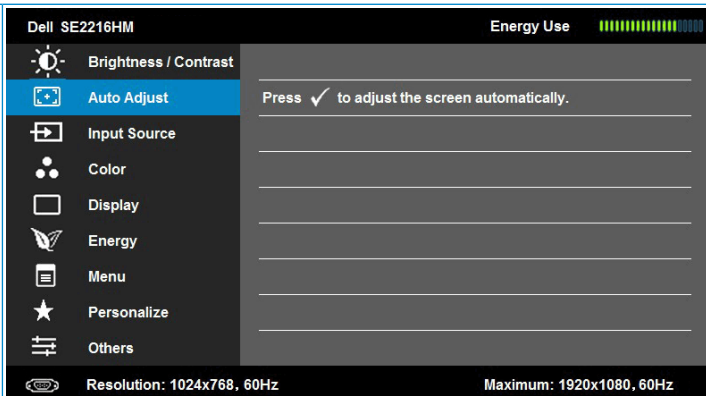 Dell SE2216HM Energy Use
Brightness / Contrast
Auto Adjust Press ✓ to adjust the screen automatically.
Input Source
Color
Display
Energy
Menu
Personalize
Others
Resolution: 1024x768, 60Hz Maximum: 1920x1080, 60Hz